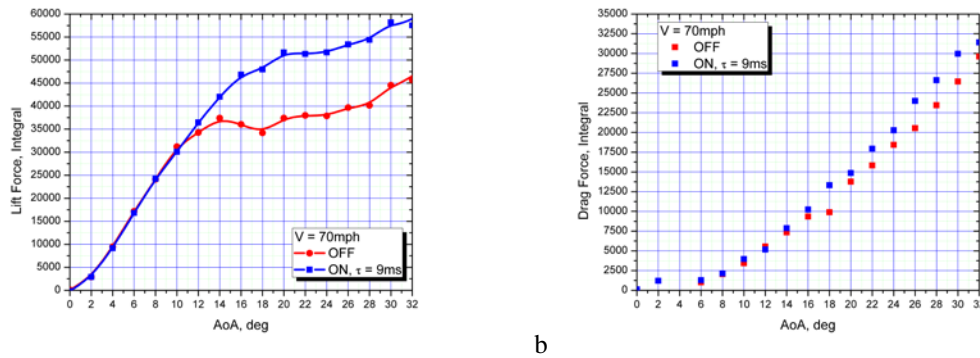 60000
55000
50000
45000
40000
35000
30000
25000
20000
15000
10000
5000
0
Lift Force, Integral
V = 70mph
OFF
ON, τ = 9ms
0 2 4 6 8 10 12 14 16 18 20 22 24 26 28 30 32
AoA, deg
b
35000
32500
30000
27500
25000
22500
20000
17500
15000
12500
10000
7500
5000
2500
0
Drag Force, Integral
V = 70mph
OFF
ON, τ = 9ms
0 2 4 6 8 10 12 14 16 18 20 22 24 26 28 30 32
AoA, deg